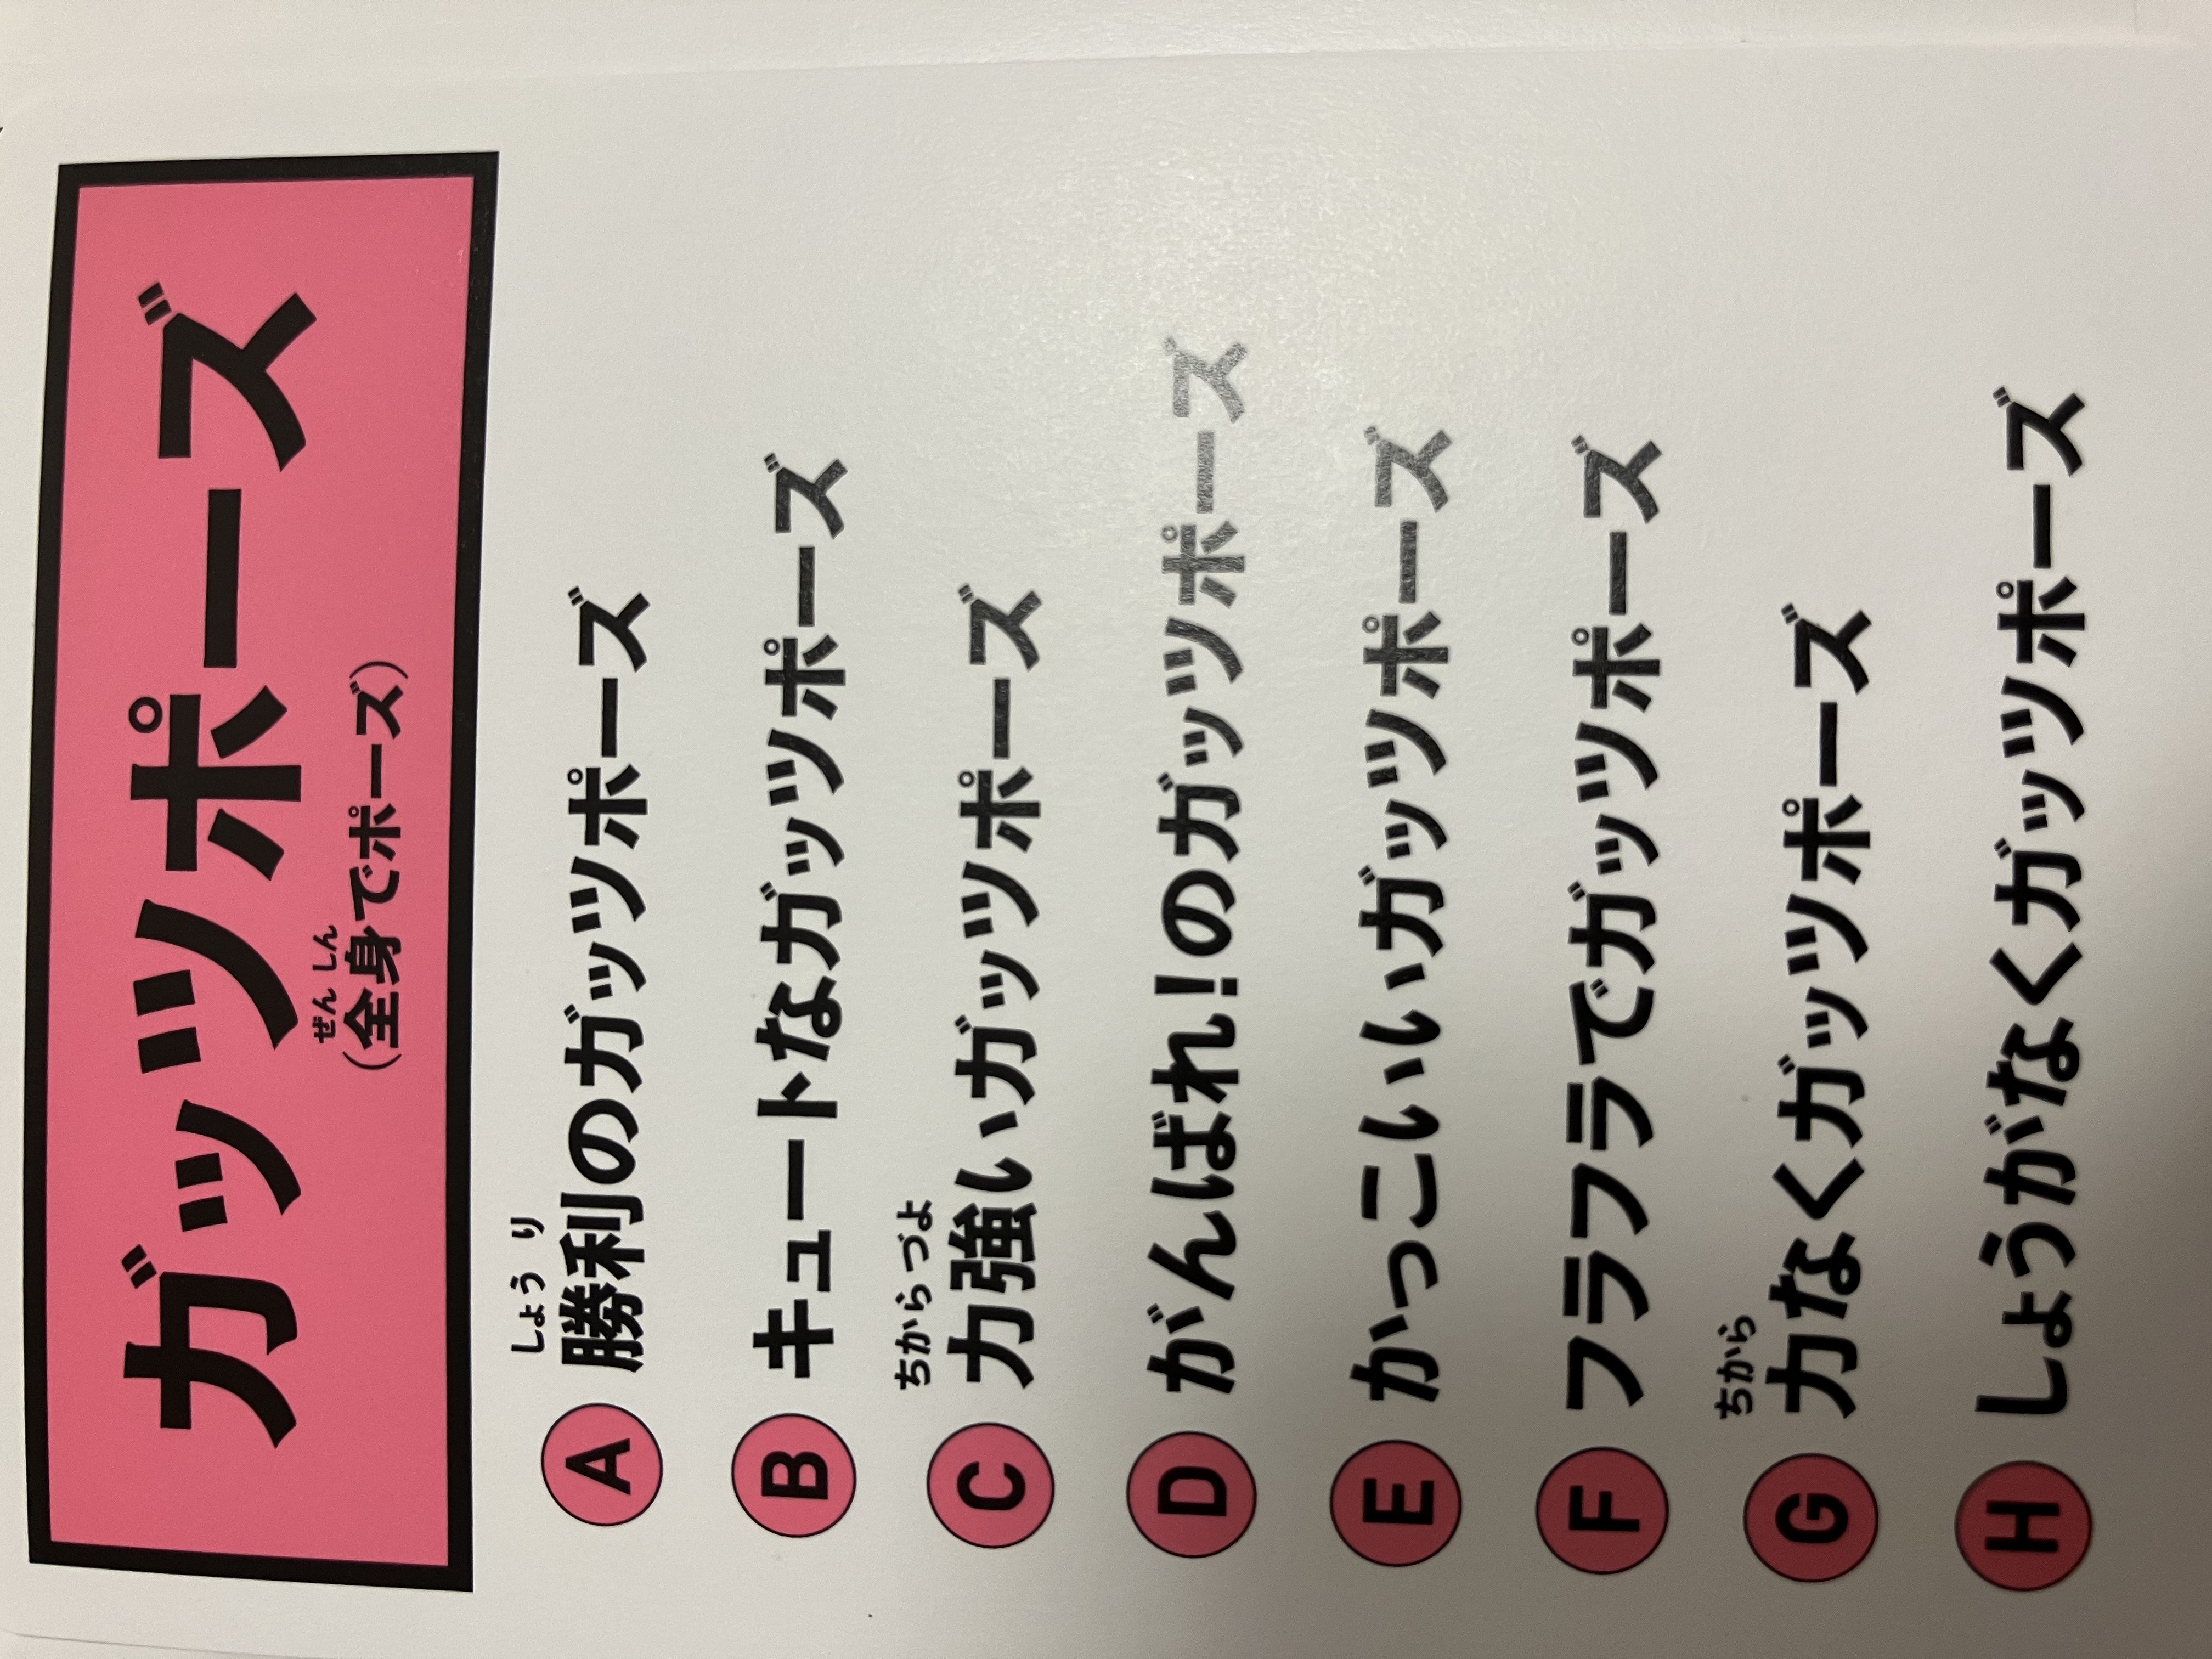 ガッツポーズ
ぜんしん
(全身でポーズ)
しょうり
A 勝利のガッツポーズ
B キュートなガッツポーズ
ちからづよ
C 力強いガッツポーズ
D がんばれ!のガッツポーズ
E かっこいいガッツポーズ
F フラフラでガッツポーズ
ちから
G 力なくガッツポーズ
H しょうがなくガッツポーズ